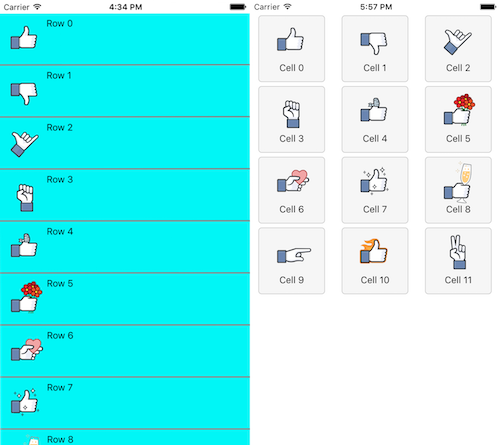 Carrier 4:34 PM
Row 0
Row 1
Row 2
Row 3
Row 4
Row 5
Row 6
Row 7
Row 8
Carrier 5:57 PM
Cell 0 Cell 1 Cell 2
Cell 3 Cell 4 Cell 5
Cell 6 Cell 7 Cell 8
Cell 9 Cell 10 Cell 11